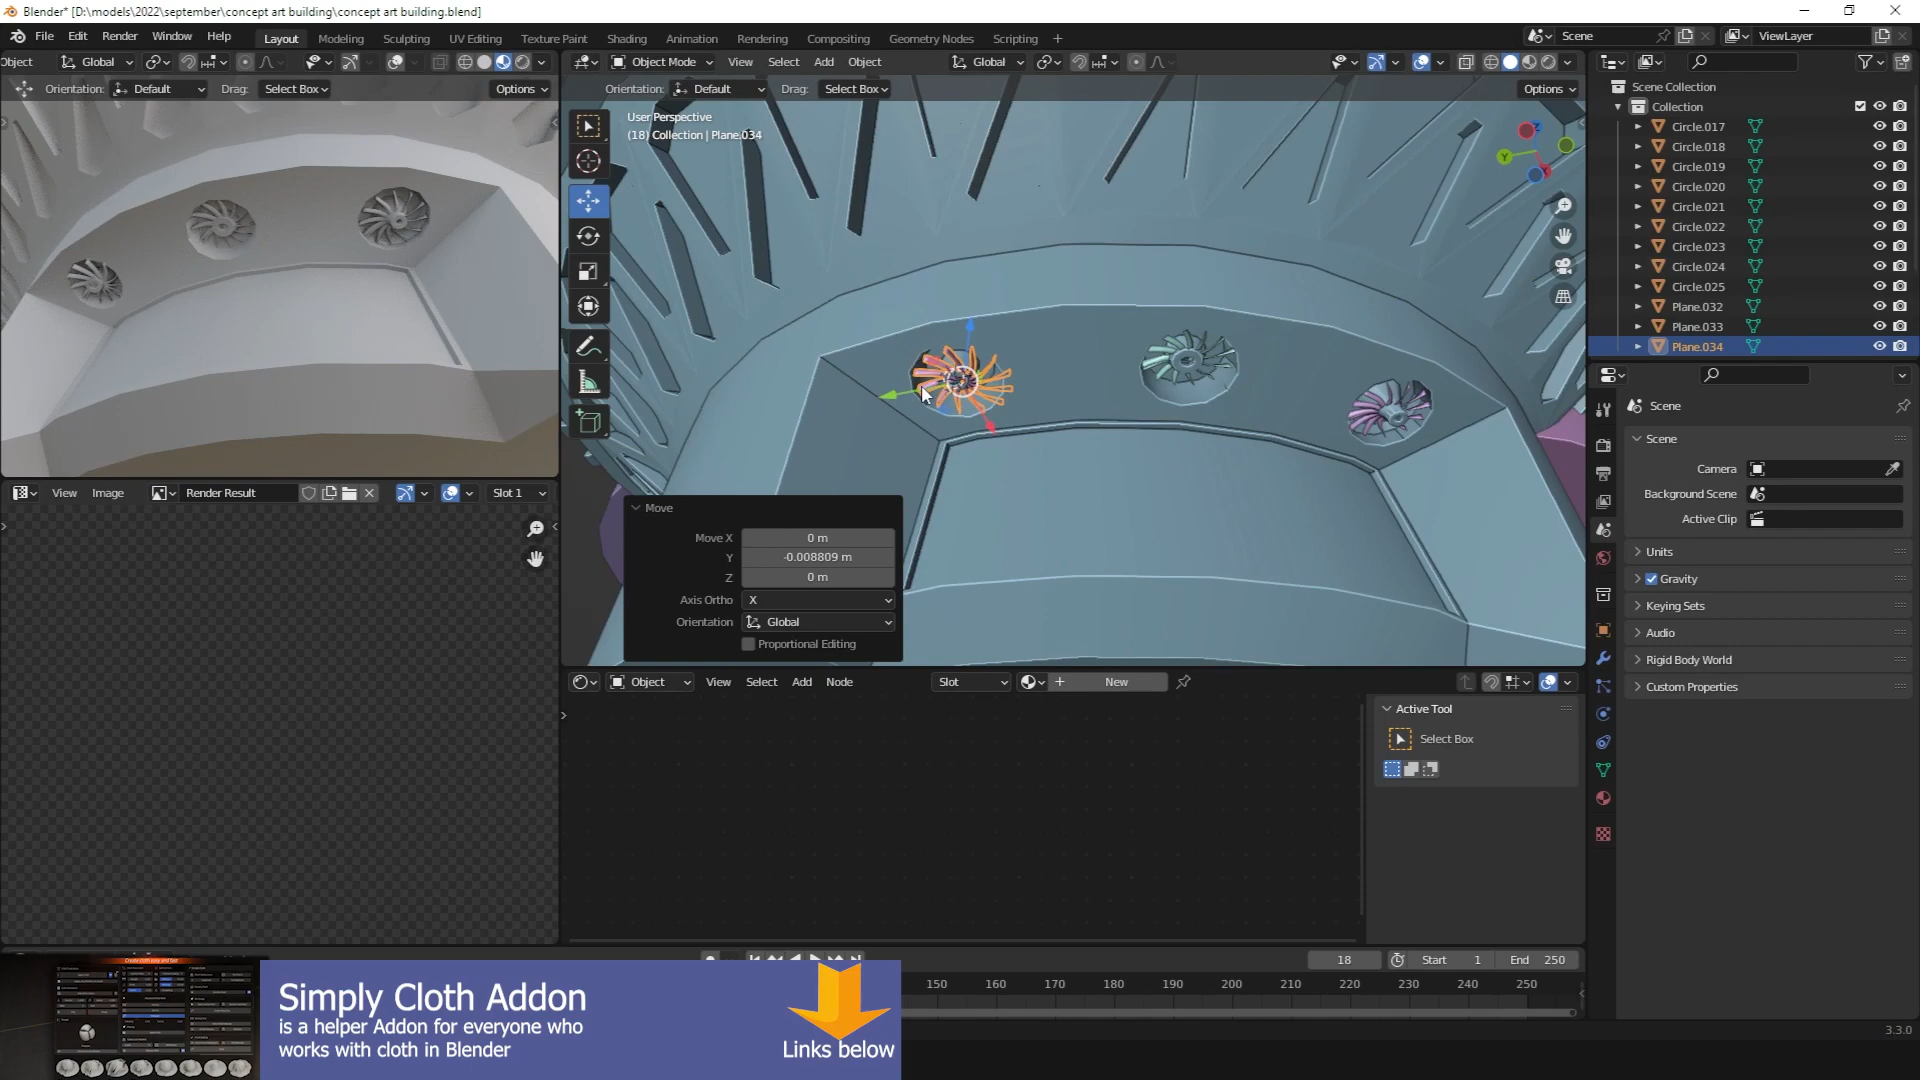 Blender* [D:\models\2022\september\concept art building\concept art building.blend]
File Edit Render Window Help Layout Modeling Sculpting UV Editing Texture Paint Shading Animation Rendering Compositing Geometry Nodes Scripting + Scene ViewLayer
Object Global
Orientation: Default Drag: Select Box Options
Object Mode View Select Add Object Global
Orientation: Default Drag: Select Box Options
User Perspective
(18) Collection | Plane.034
Y
Move
Move X 0 m
Y -0.008809 m
Z 0 m
Axis Ortho X
Orientation Global
Proportional Editing
View Image Render Result Slot 1
Object View Select Add Node Slot New
Active Tool
Select Box
Scene Collection
Collection
Circle.017
Circle.018
Circle.019
Circle.020
Circle.021
Circle.022
Circle.023
Circle.024
Circle.025
Plane.032
Plane.033
Plane.034
Scene
Scene
Camera
Background Scene
Active Clip
Units
Gravity
Keying Sets
Audio
Rigid Body World
Custom Properties
18 Start 1 End 250
150 160 170 180 190 200 210 220 230 240 250
3.3.0
Create cloth easy and fast
Simply Cloth Addon
is a helper Addon for everyone who
works with cloth in Blender
Links below